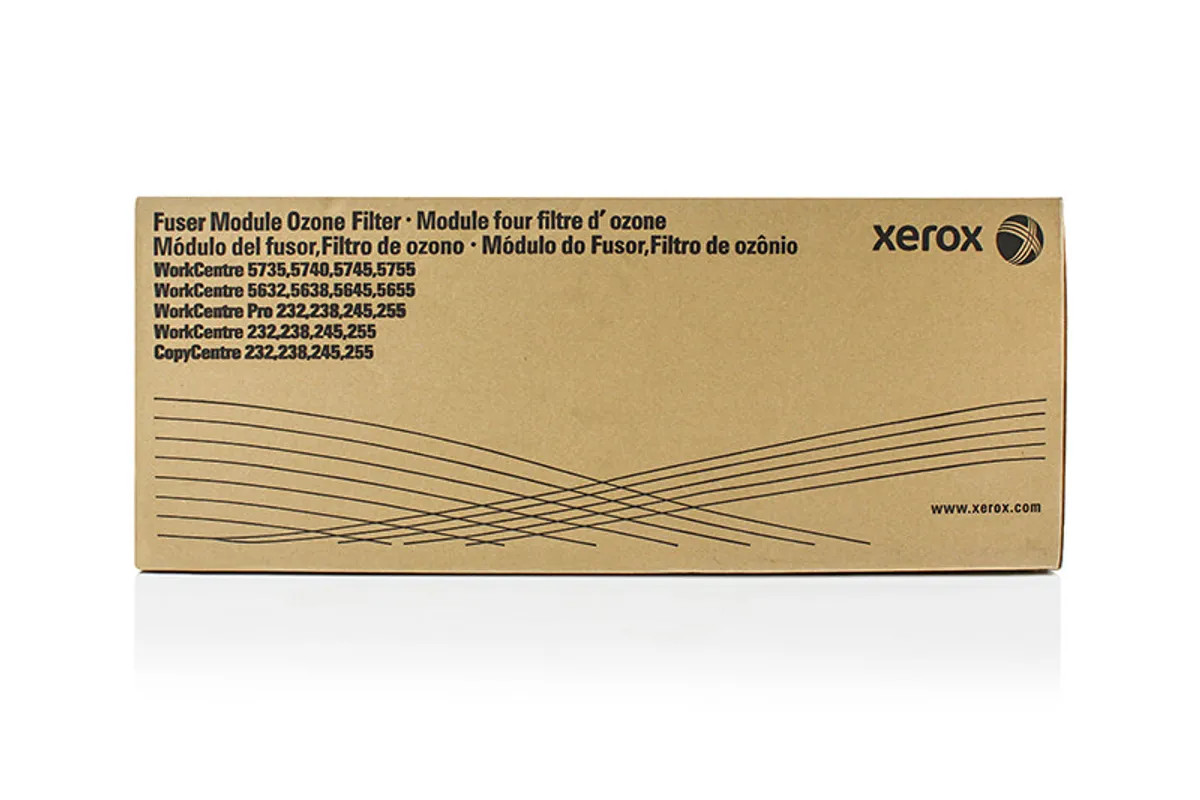 Fuser Module Ozone Filter · Module four filtre d' ozone
Módulo del fusor,Filtro de ozono · Módulo do Fusor,Filtro de ozônio
WorkCentre 5735,5740,5745,5755
WorkCentre 5632,5638,5645,5655
WorkCentre Pro 232,238,245,255
WorkCentre 232,238,245,255
CopyCentre 232,238,245,255
xerox
www.xerox.com